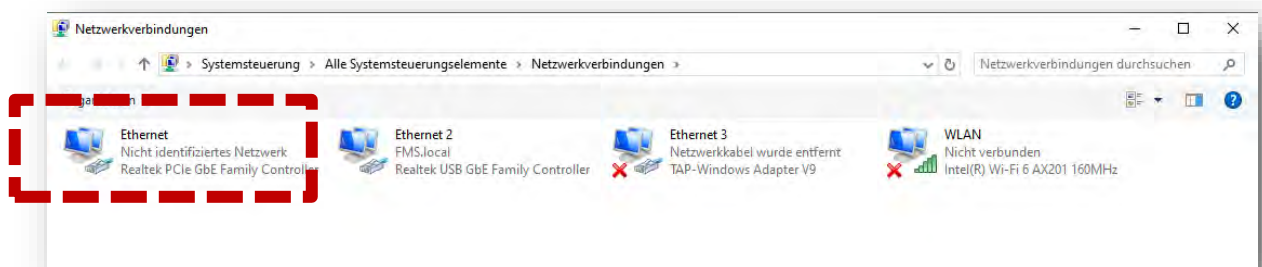 Netzwerkverbindungen
Systemsteuerung > Alle Systemsteuerungselemente > Netzwerkverbindungen >
Netzwerkverbindungen durchsuchen
Ethernet
Nicht identifiziertes Netzwerk
Realtek PCIe GbE Family Controller
Ethernet 2
FMS.local
Realtek USB GbE Family Controller
Ethernet 3
Netzwerkkabel wurde entfernt
TAP-Windows Adapter V9
WLAN
Nicht verbunden
Intel(R) Wi-Fi 6 AX201 160MHz